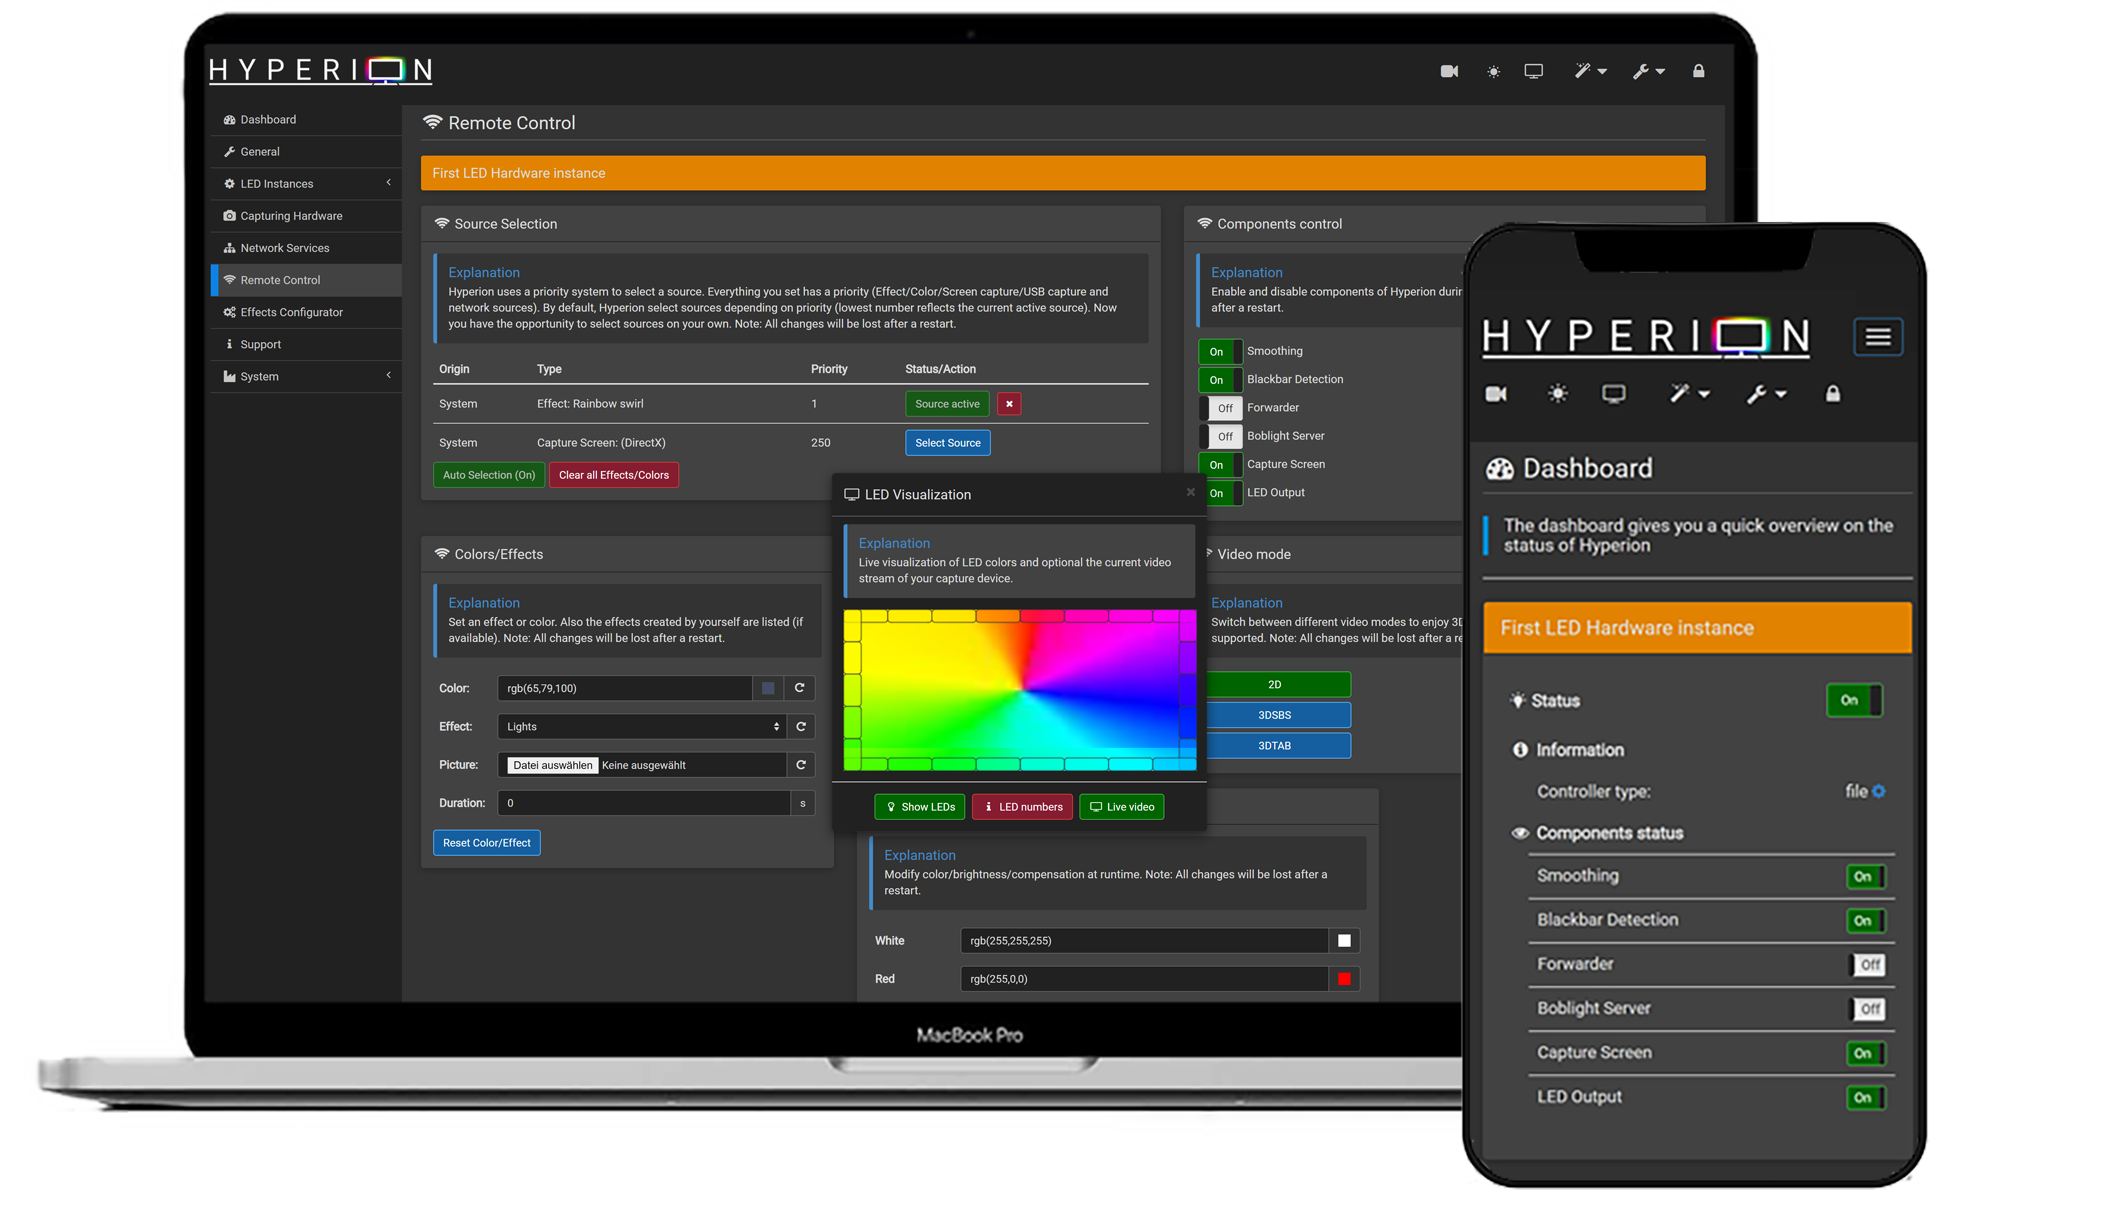 HYPERION
Dashboard
General
LED Instances
Capturing Hardware
Network Services
Remote Control
Effects Configurator
Support
System
Remote Control
First LED Hardware instance
Source Selection
Explanation
Hyperion uses a priority system to select a source. Everything you set has a priority (Effect/Color/Screen capture/USB capture and
network sources). By default, Hyperion select sources depending on priority (lowest number reflects the current active source). Now
you have the opportunity to select sources on your own. Note: All changes will be lost after a restart.
Origin Type Priority Status/Action
System Effect: Rainbow swirl 1 Source active
System Capture Screen: (DirectX) 250 Select Source
Auto Selection (On) Clear all Effects/Colors
Components control
Explanation
Enable and disable components of Hyperion durin
after a restart.
On Smoothing
On Blackbar Detection
Off Forwarder
Off Boblight Server
On Capture Screen
On LED Output
Colors/Effects
Explanation
Set an effect or color. Also the effects created by yourself are listed (if
available). Note: All changes will be lost after a restart.
Color: rgb(65,79,100)
Effect: Lights
Picture: Datei auswählen Keine ausgewählt
Duration: 0 s
Reset Color/Effect
LED Visualization
Explanation
Live visualization of LED colors and optional the current video
stream of your capture device.
Show LEDs LED numbers Live video
Video mode
Explanation
Switch between different video modes to enjoy 3D
supported. Note: All changes will be lost after a re
2D
3DSBS
3DTAB
Explanation
Modify color/brightness/compensation at runtime. Note: All changes will be lost after a
restart.
White rgb(255,255,255)
Red rgb(255,0,0)
MacBook Pro
HYPERION
Dashboard
The dashboard gives you a quick overview on the
status of Hyperion
First LED Hardware instance
Status On
Information
Controller type: file
Components status
Smoothing On
Blackbar Detection On
Forwarder Off
Boblight Server Off
Capture Screen On
LED Output On